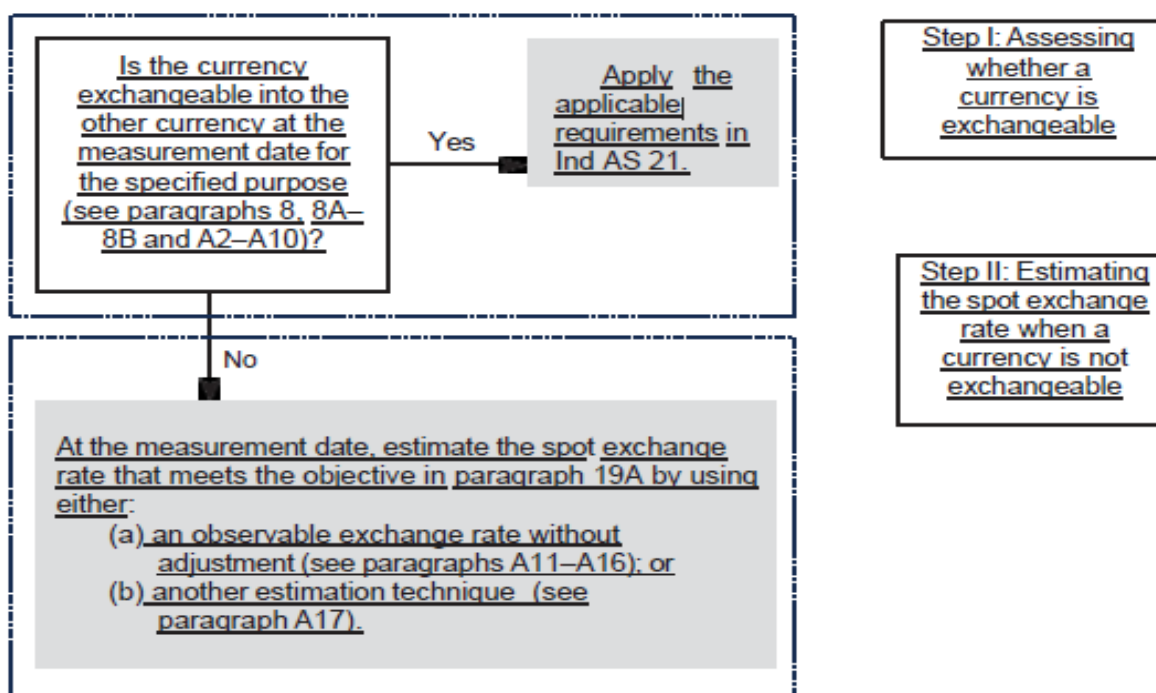 Is the currency
exchangeable into the
other currency at the
measurement date for
the specified purpose
(see paragraphs 8, 8A–
8B and A2–A10)?
Yes
Apply the
applicable
requirements in
Ind AS 21.
Step I: Assessing
whether a
currency is
exchangeable
No
At the measurement date, estimate the spot exchange
rate that meets the objective in paragraph 19A by using
either:
(a) an observable exchange rate without
adjustment (see paragraphs A11–A16); or
(b) another estimation technique (see
paragraph A17).
Step II: Estimating
the spot exchange
rate when a
currency is not
exchangeable